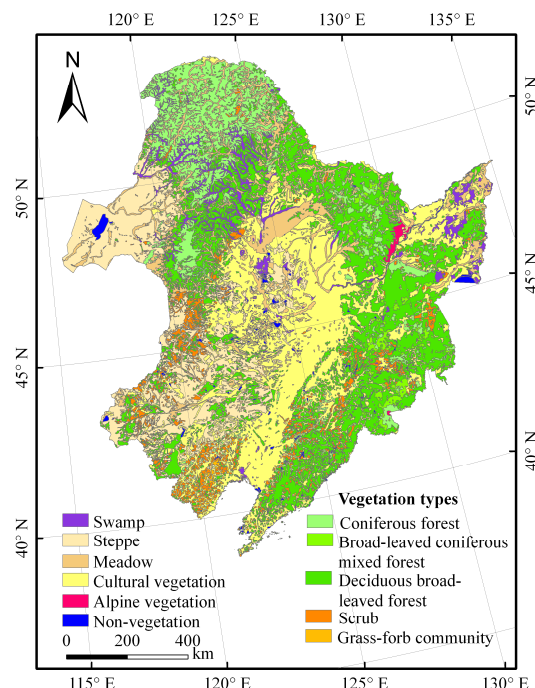 120° E
125° E
130° E
135° E
N
50° N
50° N
45° N
45° N
40° N
40° N
Vegetation types
Swamp
Steppe
Meadow
Cultural vegetation
Alpine vegetation
Non-vegetation
Coniferous forest
Broad-leaved coniferous
mixed forest
Deciduous broad-
leaved forest
Scrub
Grass-forb community
0 200 400
km
115° E
120° E
125° E
130° E